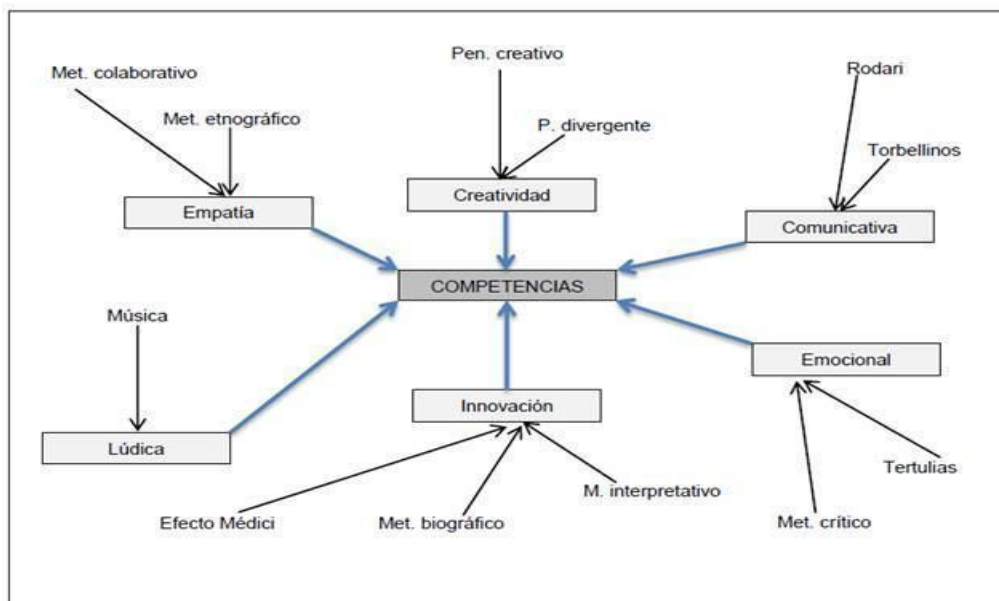 Pen. creativo
Met. colaborativo
Rodari
Met. etnográfico
P. divergente
Torbellinos
Creatividad
Empatía
Comunicativa
COMPETENCIAS
Música
Emocional
Innovación
Lúdica
Tertulias
M. interpretativo
Efecto Médici
Met. biográfico
Met. crítico